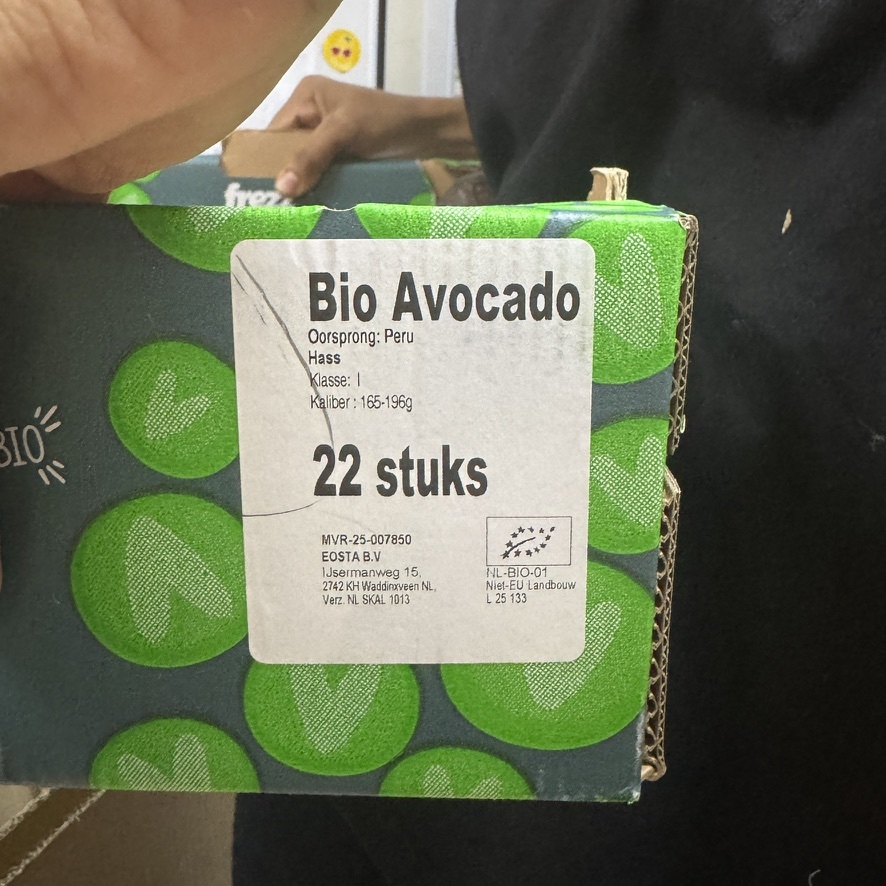 BIO
Bio Avocado
Oorsprong: Peru
Hass
Klasse: I
Kaliber : 165-196g
22 stuks
MVR-25-007850
EOSTA B.V
IJsermanweg 15,
2742 KH Waddinxveen NL,
Verz. NL SKAL 1013
NL-BIO-01
Niet-EU Landbouw
L 25 133